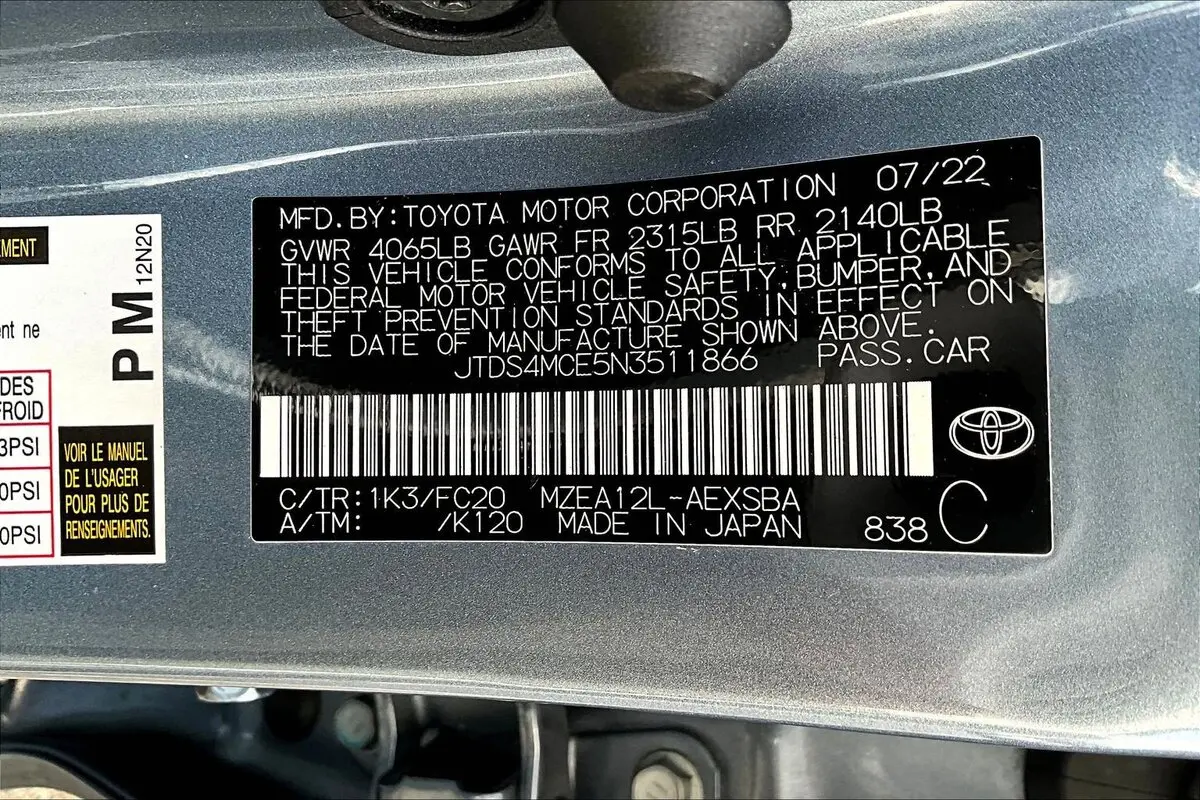 EMENT
ent ne
DES
FROID
3PSI
0PSI
0PSI
PM
12N20
VOIR LE MANUEL
DE L'USAGER
POUR PLUS DE
RENSEIGNEMENTS.
MFD.BY:TOYOTA MOTOR CORPORATION 07/22
GVWR 4065LB GAWR FR 2315LB RR 2140LB
THIS VEHICLE CONFORMS TO ALL APPLICABLE
FEDERAL MOTOR VEHICLE SAFETY,BUMPER,AND
THEFT PREVENTION STANDARDS IN EFFECT ON
THE DATE OF MANUFACTURE SHOWN ABOVE.
JTDS4MCE5N3511866 PASS.CAR
C/TR:1K3/FC20 MZEA12L-AEXSBA
A/TM: /K120 MADE IN JAPAN 838 C